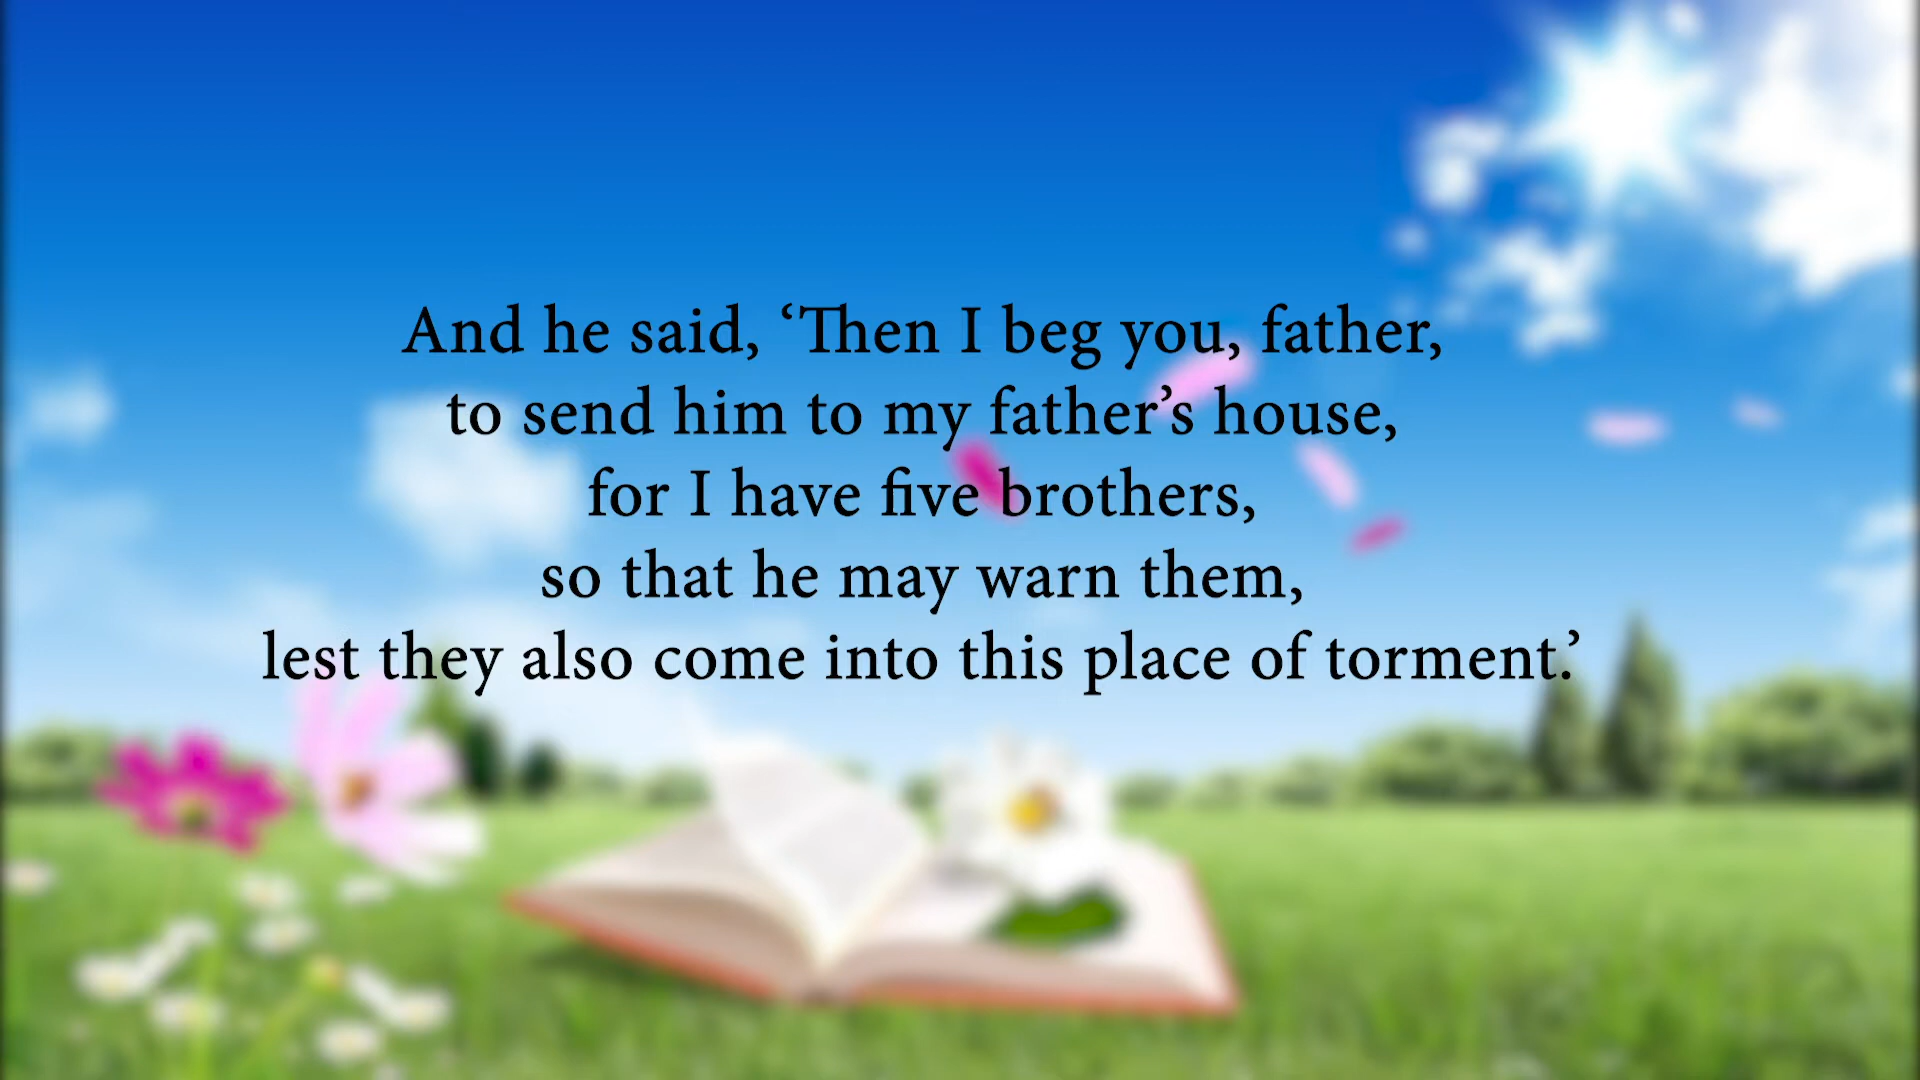 And he said, ‘Then I beg you, father,
to send him to my father’s house,
for I have five brothers,
so that he may warn them,
lest they also come into this place of torment.’